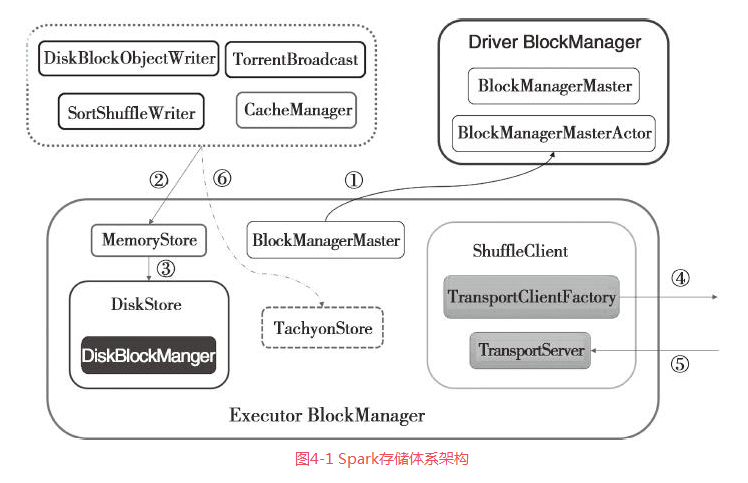 DiskBlockObjectWriter
TorrentBroadcast
SortShuffleWriter
CacheManager
Driver BlockManager
BlockManagerMaster
BlockManagerMasterActor
②
⑥
①
MemoryStore
BlockManagerMaster
③
ShuffleClient
DiskStore
TransportClientFactory
④
TachyonStore
DiskBlockManger
TransportServer
⑤
Executor BlockManager
图4-1 Spark存储体系架构